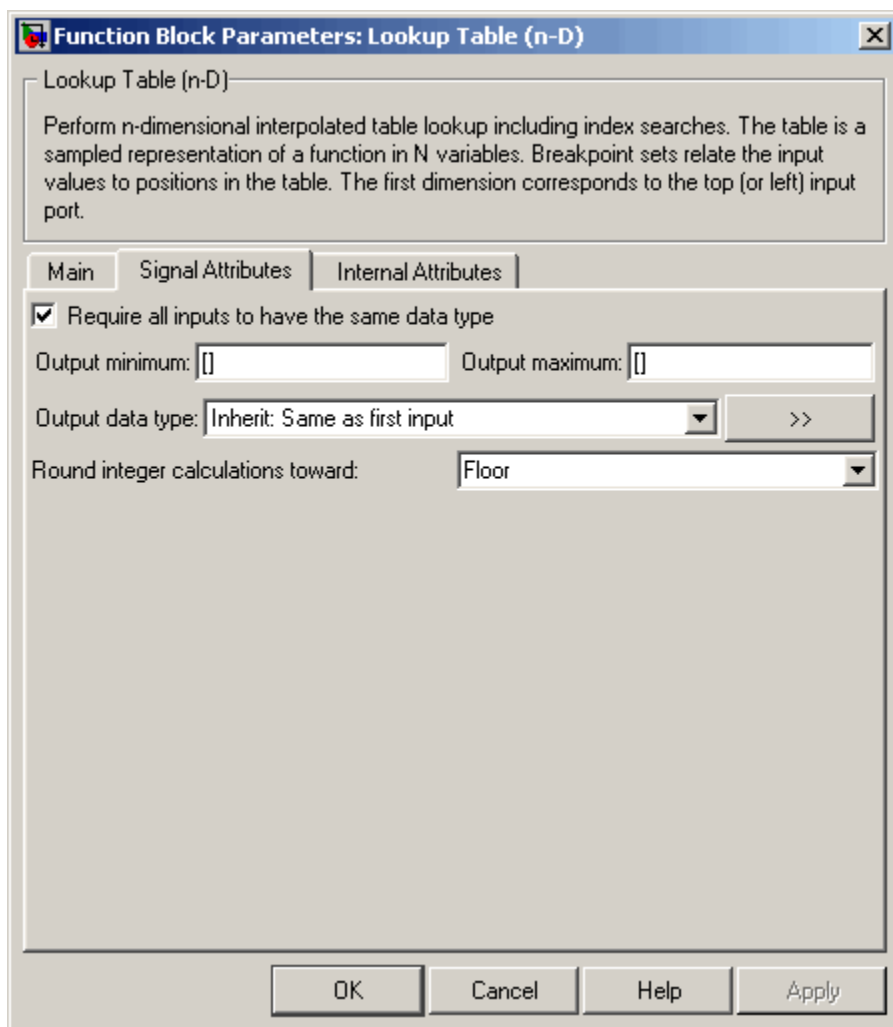 Function Block Parameters: Lookup Table (n-D)
Lookup Table (n-D)
Perform n-dimensional interpolated table lookup including index searches. The table is a
sampled representation of a function in N variables. Breakpoint sets relate the input
values to positions in the table. The first dimension corresponds to the top (or left) input
port.
Main Signal Attributes Internal Attributes
Require all inputs to have the same data type
Output minimum: [] Output maximum: []
Output data type: Inherit: Same as first input >>
Round integer calculations toward: Floor
OK Cancel Help Apply